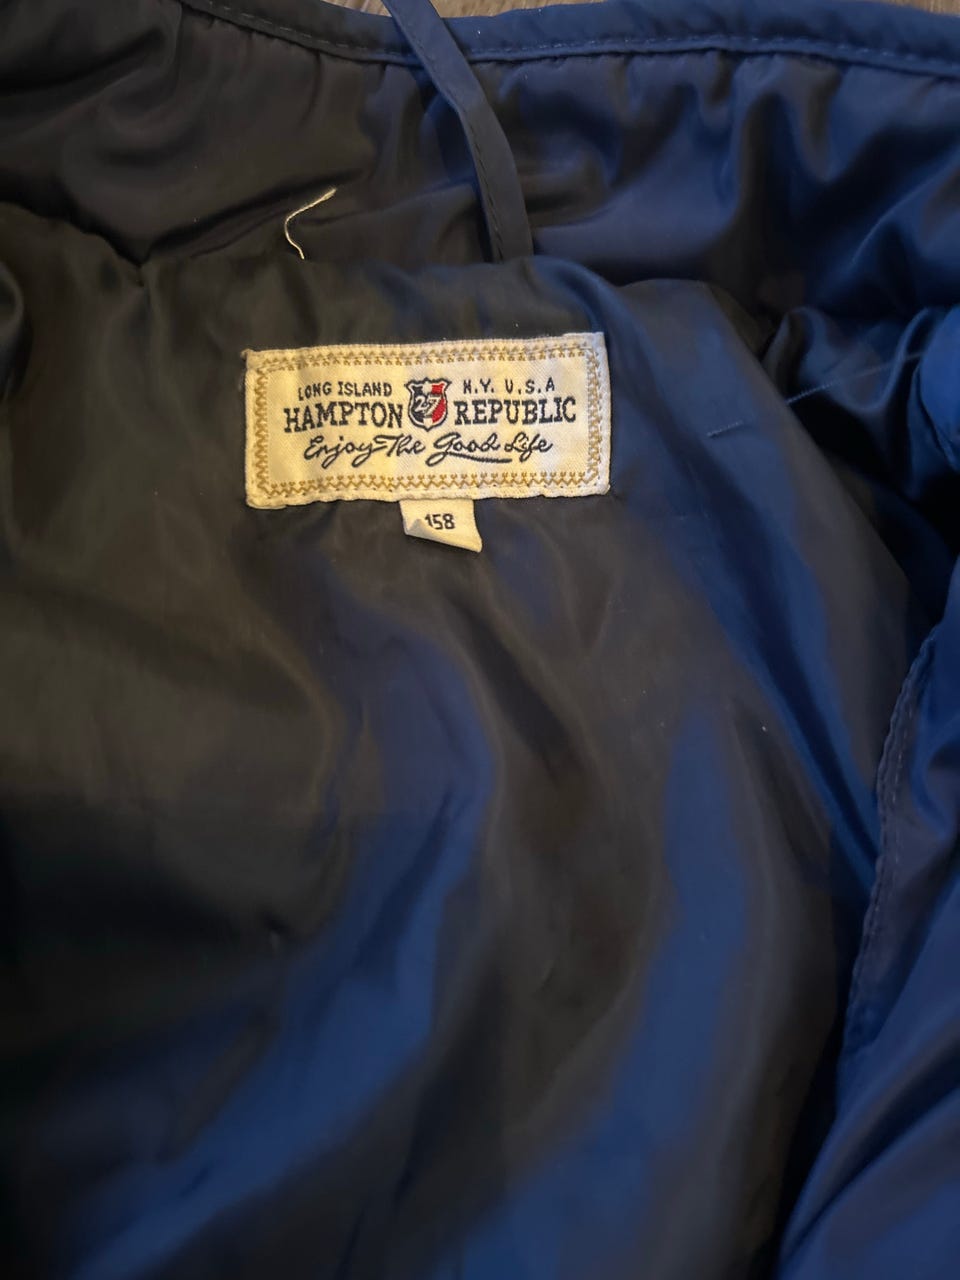 LONG ISLAND 27 N.Y. U.S.A
HAMPTON REPUBLIC
Enjoy The Good Life
158